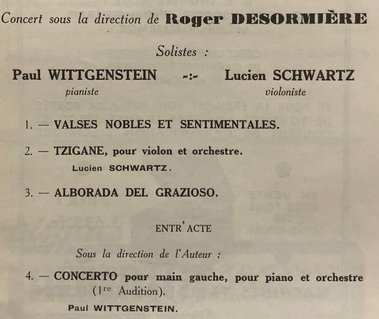 Concert sous la direction de Roger DESORMIÈRE
Solistes :
Paul WITTGENSTEIN -:- Lucien SCHWARTZ
pianiste violoniste
1. — VALSES NOBLES ET SENTIMENTALES.
2. — TZIGANE, pour violon et orchestre.
Lucien SCHWARTZ.
3. — ALBORADA DEL GRAZIOSO.
ENTR'ACTE
Sous la direction de l'Auteur :
4. — CONCERTO pour main gauche, pour piano et orchestre
(1re Audition).
Paul WITTGENSTEIN.